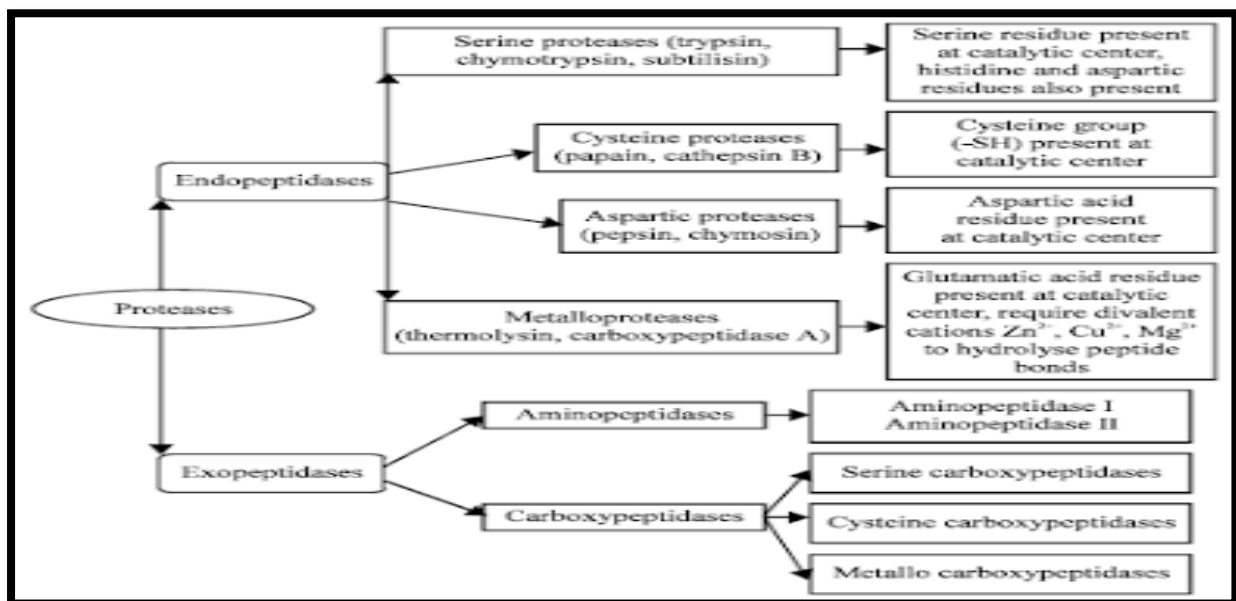 Serine proteases (trypsin,
chymotrypsin, subtilisin)
Serine residue present
at catalytic center,
histidine and aspartic
residues also present
Cysteine proteases
(papain, cathepsin B)
Cysteine group
(-SH) present at
catalytic center
Endopeptidases
Aspartic proteases
(pepsin, chymosin)
Aspartic acid
residue present
at catalytic center
Proteases
Metalloproteases
(thermolysin, carboxypeptidase A)
Glutamatic acid residue
present at catalytic
center, require divalent
cations Zn²⁺, Cu²⁺, Mg²⁺
to hydrolyse peptide
bonds
Aminopeptidases
Aminopeptidase I
Aminopeptidase II
Exopeptidases
Carboxypeptidases
Serine carboxypeptidases
Cysteine carboxypeptidases
Metallo carboxypeptidases